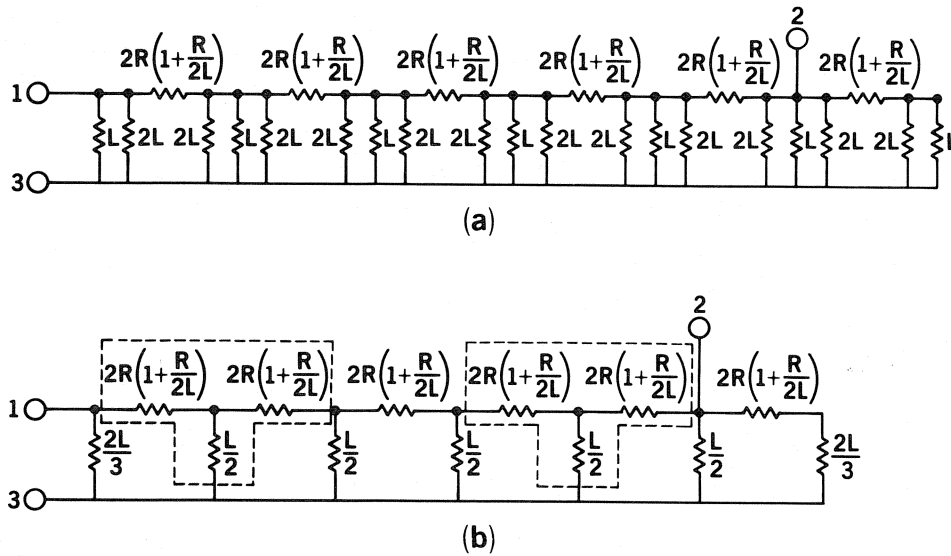 2
2R(1+R/2L) 2R(1+R/2L) 2R(1+R/2L) 2R(1+R/2L) 2R(1+R/2L) 2R(1+R/2L)
1
L 2L 2L L 2L 2L L 2L 2L L 2L 2L L 2L 2L L 2L 2L L
3
(a)
2
2R(1+R/2L) 2R(1+R/2L) 2R(1+R/2L) 2R(1+R/2L) 2R(1+R/2L) 2R(1+R/2L)
1
2L/3 L/2 L/2 L/2 L/2 L/2 2L/3
3
(b)